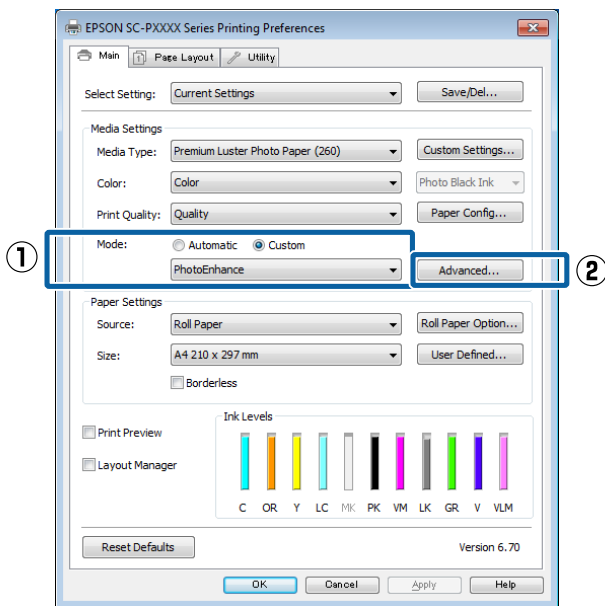 EPSON SC-PXXXX Series Printing Preferences
Main Page Layout Utility
Select Setting: Current Settings Save/Del...
Media Settings
Media Type: Premium Luster Photo Paper (260) Custom Settings...
Color: Color Photo Black Ink
Print Quality: Quality Paper Config...
① Mode: Automatic Custom
PhotoEnhance Advanced... ②
Paper Settings
Source: Roll Paper Roll Paper Option...
Size: A4 210 x 297 mm User Defined...
Borderless
Ink Levels
Print Preview
Layout Manager
C OR Y LC MK PK VM LK GR V VLM
Reset Defaults Version 6.70
OK Cancel Apply Help